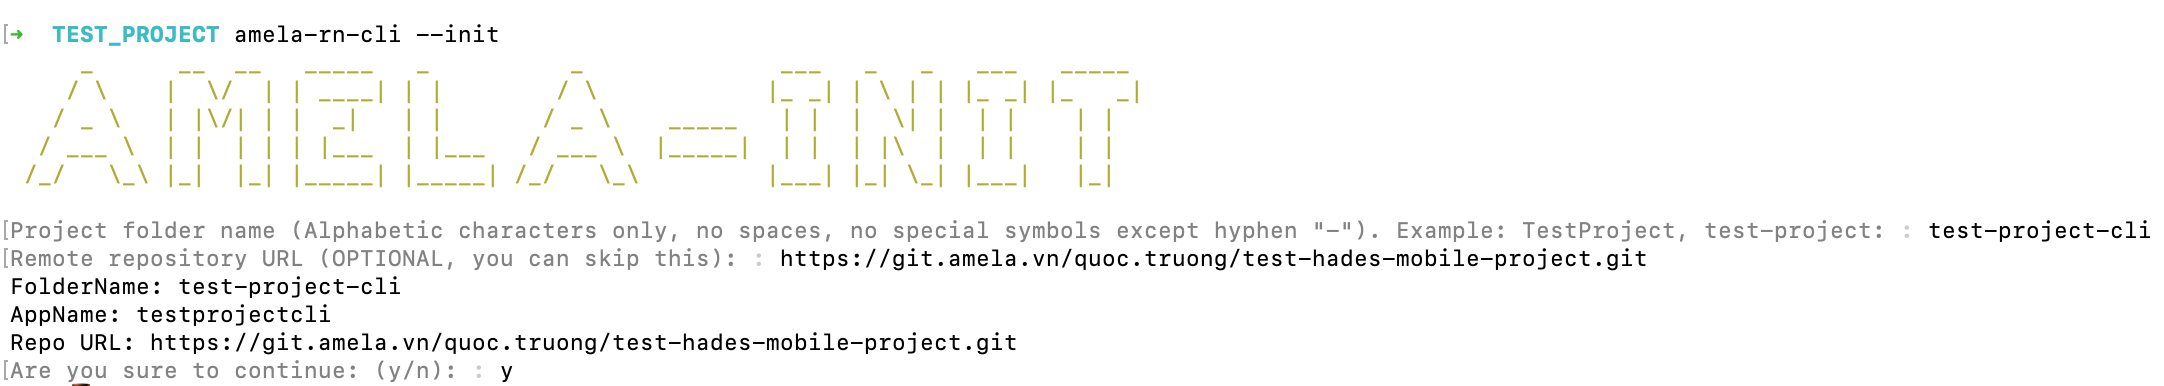 → TEST_PROJECT amela-rn-cli --init
AMELA-INIT
[Project folder name (Alphabetic characters only, no spaces, no special symbols except hyphen "-"). Example: TestProject, test-project: : test-project-cli
[Remote repository URL (OPTIONAL, you can skip this): : https://git.amela.vn/quoc.truong/test-hades-mobile-project.git
FolderName: test-project-cli
AppName: testprojectcli
Repo URL: https://git.amela.vn/quoc.truong/test-hades-mobile-project.git
[Are you sure to continue: (y/n): : y